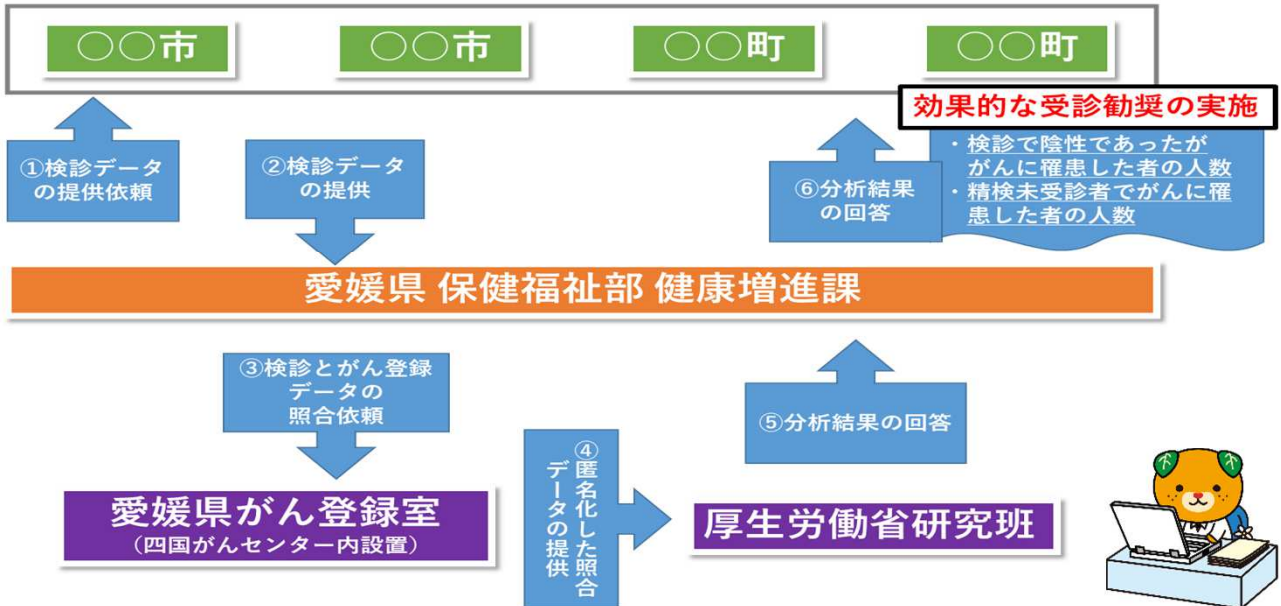 ○○市
○○市
○○町
○○町
効果的な受診勧奨の実施
・検診で陰性であったが
がんに罹患した者の人数
・精検未受診者でがんに罹
患した者の人数
①検診データ
の提供依頼
②検診データ
の提供
⑥分析結果
の回答
愛媛県 保健福祉部 健康増進課
③検診とがん登録
データの
照合依頼
④匿名化した照合
データの提供
⑤分析結果の回答
愛媛県がん登録室
(四国がんセンター内設置)
厚生労働省研究班